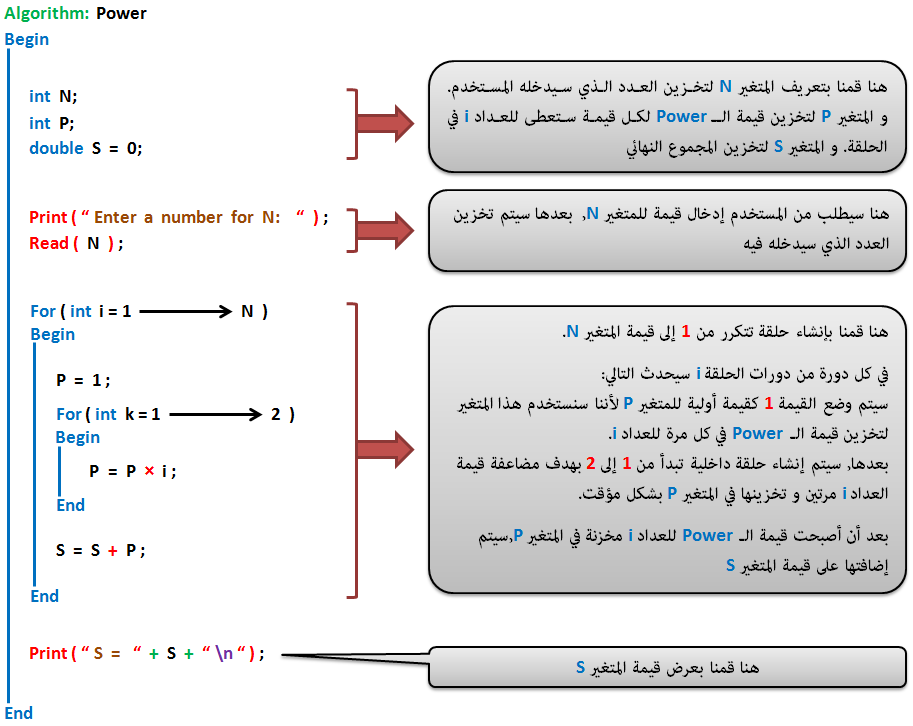 Algorithm: Power
Begin
int N;
int P;
double S = 0;
هنا قمنا بتعريف المتغير N لتخزين العدد الذي سيدخله المستخدم.
و المتغير P لتخزين قيمة الـ Power لكل قيمة ستعطى للعداد i في
الحلقة. و المتغير S لتخزين المجموع النهائي
Print ( “ Enter a number for N: “ ) ;
Read ( N ) ;
هنا سيطلب من المستخدم إدخال قيمة للمتغير N, بعدها سيتم تخزين
العدد الذي سيدخله فيه
For ( int i = 1 ⟶ N )
Begin
P = 1 ;
For ( int k = 1 ⟶ 2 )
Begin
P = P × i ;
End
S = S + P ;
End
هنا قمنا بإنشاء حلقة تتكرر من 1 إلى قيمة المتغير N.
في كل دورة من دورات الحلقة i سيحدث التالي:
سيتم وضع القيمة 1 كقيمة أولية للمتغير P لأننا سنستخدم هذا المتغير
لتخزين قيمة الـ Power في كل مرة للعداد i.
بعدها, سيتم إنشاء حلقة داخلية تبدأ من 1 إلى 2 بهدف مضاعفة قيمة
العداد i مرتين و تخزينها في المتغير P بشكل مؤقت.
بعد أن أصبحت قيمة الـ Power للعداد i مخزنة في المتغير P,سيتم
إضافتها على قيمة المتغير S
Print ( “ S = “ + S + “ \n “ ) ;
هنا قمنا بعرض قيمة المتغير S
End